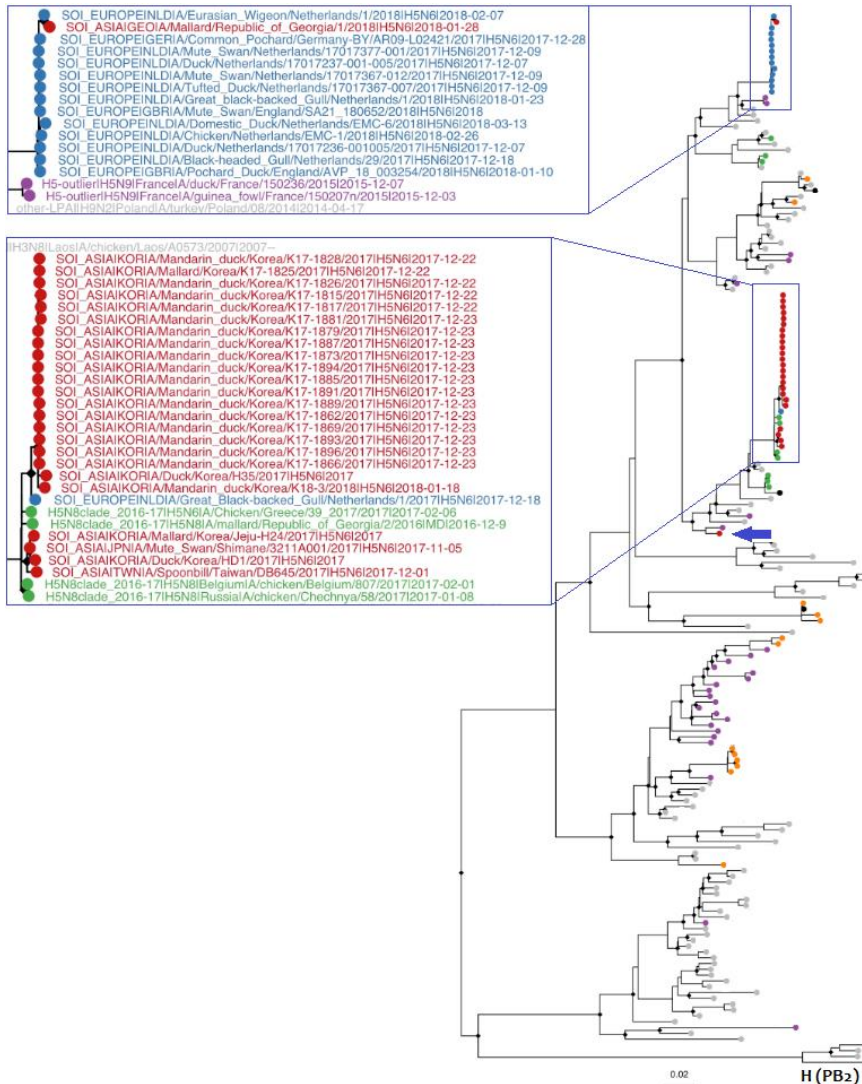 SOI_EUROPE|NLD|A/Eurasian_Wigeon/Netherlands/1/2018|H5N6|2018-02-07
SOI_ASIA|GEO|A/Mallard/Republic_of_Georgia/1/2018|H5N6|2018-01-28
SOI_EUROPE|GER|A/Common_Pochard/Germany-BY/AR09-L02421/2017|H5N6|2017-12-28
SOI_EUROPE|NLD|A/Mute_Swan/Netherlands/17017377-001/2017|H5N6|2017-12-09
SOI_EUROPE|NLD|A/Duck/Netherlands/17017237-001-005/2017|H5N6|2017-12-07
SOI_EUROPE|NLD|A/Mute_Swan/Netherlands/17017367-012/2017|H5N6|2017-12-09
SOI_EUROPE|NLD|A/Tufted_Duck/Netherlands/17017367-007/2017|H5N6|2017-12-09
SOI_EUROPE|NLD|A/Great_black-backed_Gull/Netherlands/1/2018|H5N6|2018-01-23
SOI_EUROPE|GBR|A/Mute_Swan/England/SA21_180652/2018|H5N6|2018
SOI_EUROPE|NLD|A/Domestic_Duck/Netherlands/EMC-6/2018|H5N6|2018-03-13
SOI_EUROPE|NLD|A/Chicken/Netherlands/EMC-1/2018|H5N6|2018-02-26
SOI_EUROPE|NLD|A/Duck/Netherlands/17017236-001005/2017|H5N6|2017-12-07
SOI_EUROPE|NLD|A/Black-headed_Gull/Netherlands/29/2017|H5N6|2017-12-18
SOI_EUROPE|GBR|A/Pochard_Duck/England/AVP_18_003254/2018|H5N6|2018-01-10
H5-outlier|H5N9|France|A/duck/France/150236/2015|2015-12-07
H5-outlier|H5N9|France|A/guinea_fowl/France/150207n/2015|2015-12-03
other-LPAI|H9N2|Poland|A/turkey/Poland/08/2014|2014-04-17
||H3N8|Laos|A/chicken/Laos/A0573/2007|2007--
SOI_ASIA|KOR|A/Mandarin_duck/Korea/K17-1828/2017|H5N6|2017-12-22
SOI_ASIA|KOR|A/Mallard/Korea/K17-1825/2017|H5N6|2017-12-22
SOI_ASIA|KOR|A/Mandarin_duck/Korea/K17-1826/2017|H5N6|2017-12-22
SOI_ASIA|KOR|A/Mandarin_duck/Korea/K17-1815/2017|H5N6|2017-12-22
SOI_ASIA|KOR|A/Mandarin_duck/Korea/K17-1817/2017|H5N6|2017-12-22
SOI_ASIA|KOR|A/Mandarin_duck/Korea/K17-1881/2017|H5N6|2017-12-23
SOI_ASIA|KOR|A/Mandarin_duck/Korea/K17-1879/2017|H5N6|2017-12-23
SOI_ASIA|KOR|A/Mandarin_duck/Korea/K17-1887/2017|H5N6|2017-12-23
SOI_ASIA|KOR|A/Mandarin_duck/Korea/K17-1873/2017|H5N6|2017-12-23
SOI_ASIA|KOR|A/Mandarin_duck/Korea/K17-1894/2017|H5N6|2017-12-23
SOI_ASIA|KOR|A/Mandarin_duck/Korea/K17-1885/2017|H5N6|2017-12-23
SOI_ASIA|KOR|A/Mandarin_duck/Korea/K17-1891/2017|H5N6|2017-12-23
SOI_ASIA|KOR|A/Mandarin_duck/Korea/K17-1889/2017|H5N6|2017-12-23
SOI_ASIA|KOR|A/Mandarin_duck/Korea/K17-1862/2017|H5N6|2017-12-23
SOI_ASIA|KOR|A/Mandarin_duck/Korea/K17-1869/2017|H5N6|2017-12-23
SOI_ASIA|KOR|A/Mandarin_duck/Korea/K17-1893/2017|H5N6|2017-12-23
SOI_ASIA|KOR|A/Mandarin_duck/Korea/K17-1896/2017|H5N6|2017-12-23
SOI_ASIA|KOR|A/Mandarin_duck/Korea/K17-1866/2017|H5N6|2017-12-23
SOI_ASIA|KOR|A/Duck/Korea/H35/2017|H5N6|2017
SOI_ASIA|KOR|A/Mandarin_duck/Korea/K18-3/2018|H5N6|2018-01-18
SOI_EUROPE|NLD|A/Great_Black-backed_Gull/Netherlands/1/2017|H5N6|2017-12-18
H5N8clade_2016-17|H5N6|A/Chicken/Greece/39_2017/2017|2017-02-06
H5N8clade_2016-17|H5N8|A/mallard/Republic_of_Georgia/2/2016|MD|2016-12-9
SOI_ASIA|KOR|A/Mallard/Korea/Jeju-H24/2017|H5N6|2017
SOI_ASIA|JPN|A/Mute_Swan/Shimane/3211A001/2017|H5N6|2017-11-05
SOI_ASIA|KOR|A/Duck/Korea/HD1/2017|H5N6|2017
SOI_ASIA|TWN|A/Spoonbill/Taiwan/DB645/2017|H5N6|2017-12-01
H5N8clade_2016-17|H5N8|Belgium|A/chicken/Belgium/807/2017|2017-02-01
H5N8clade_2016-17|H5N8|Russia|A/chicken/Chechnya/58/2017|2017-01-08
0.02
H (PB2)